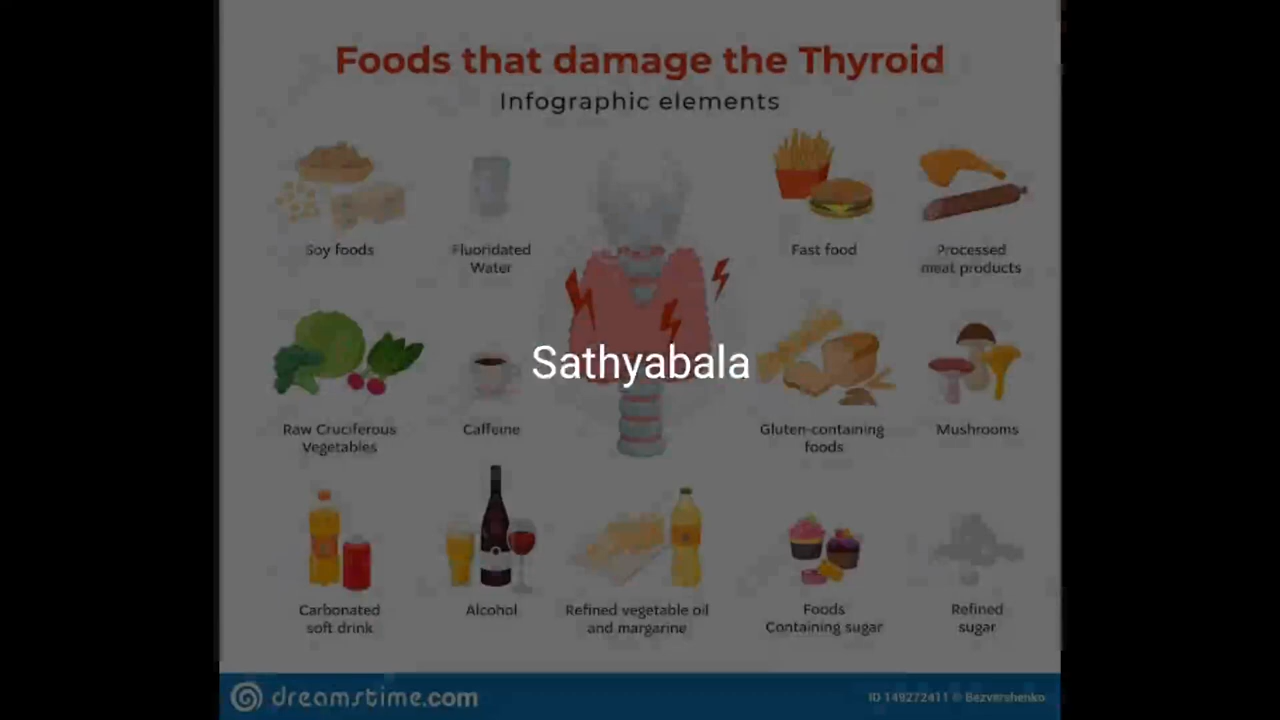 Foods that damage the Thyroid
Infographic elements
Soy foods
Fluoridated
Water
Fast food
Processed
meat products
Sathyabala
Raw Cruciferous
Vegetables
Caffeine
Gluten-containing
foods
Mushrooms
Carbonated
soft drink
Alcohol
Refined vegetable oil
and margarine
Foods
Containing sugar
Refined
sugar
dreamstime.com
ID 149272411 © Bezvershenko